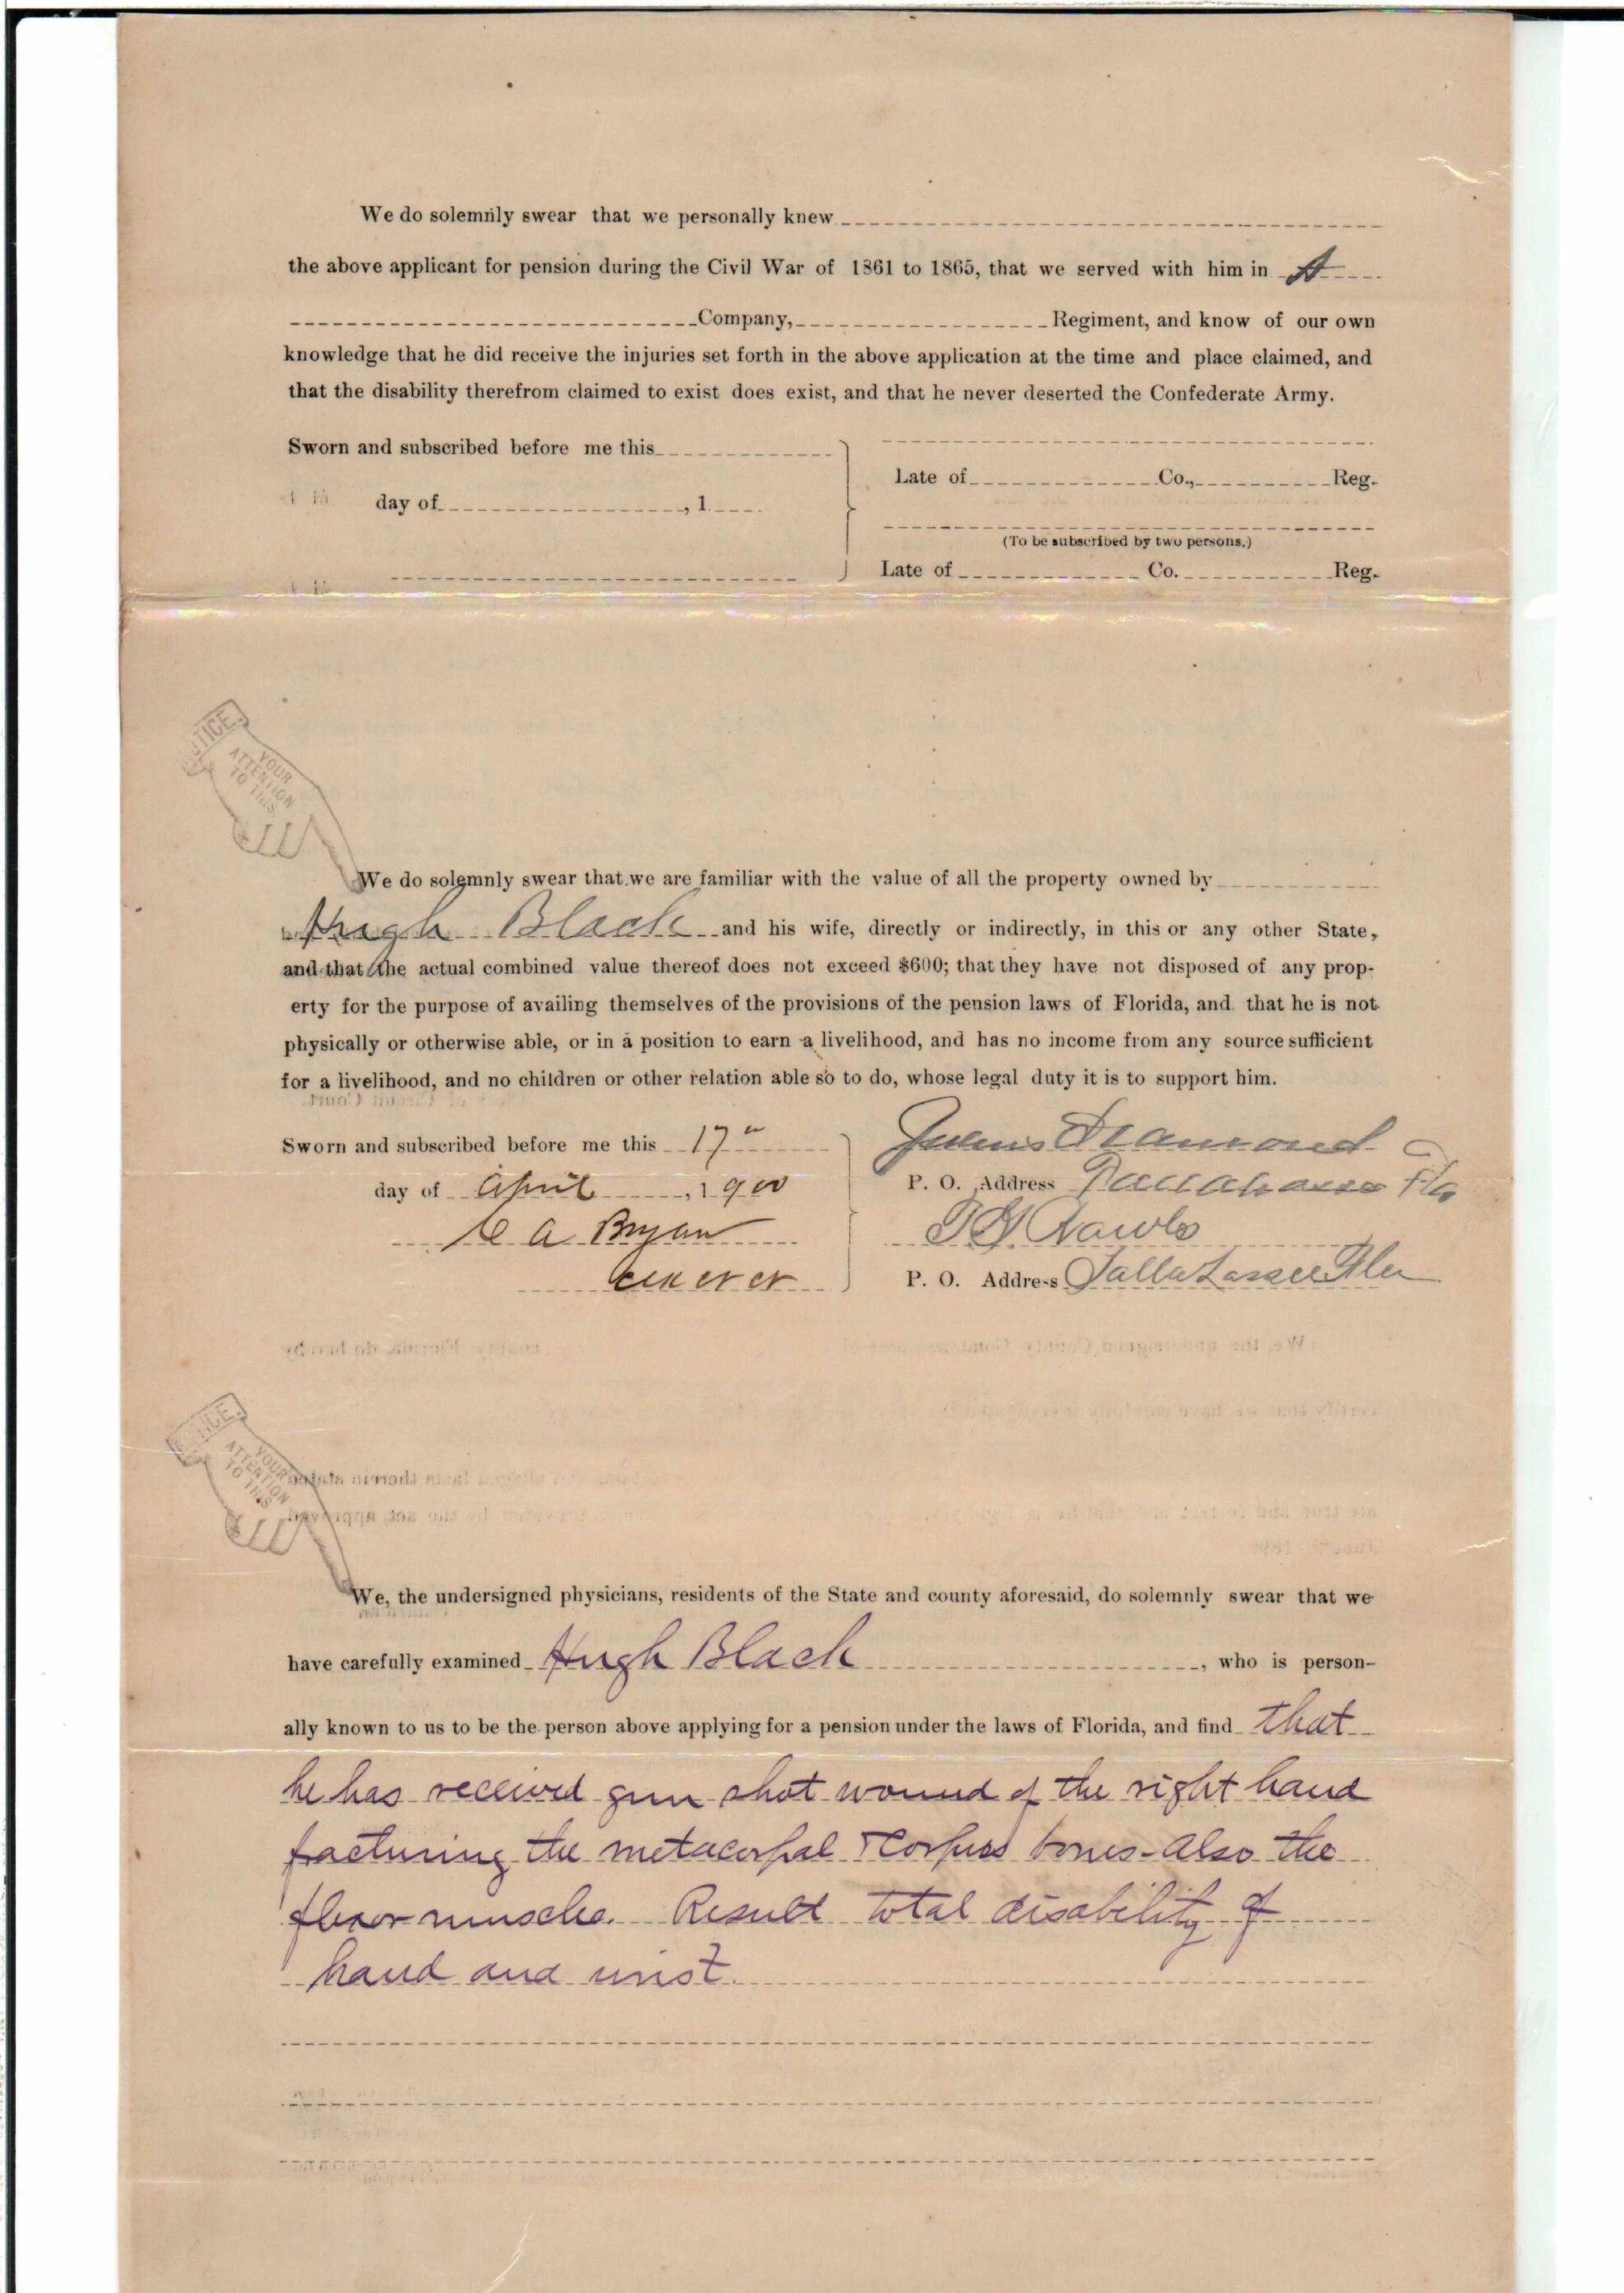 We do solemnly swear that we personally knew
the above applicant for pension during the Civil War of 1861 to 1865, that we served with him in A
Company, Regiment, and know of our own
knowledge that he did receive the injuries set forth in the above application at the time and place claimed, and
that the disability therefrom claimed to exist does exist, and that he never deserted the Confederate Army.
Sworn and subscribed before me this
Late of Co., Reg.
day of , 1
(To be subscribed by two persons.)
Late of Co. Reg.
NOTICE.
YOUR
ATTENTION
TO THIS
We do solemnly swear that we are familiar with the value of all the property owned by
Hugh Black and his wife, directly or indirectly, in this or any other State,
and that the actual combined value thereof does not exceed $600; that they have not disposed of any prop-
erty for the purpose of availing themselves of the provisions of the pension laws of Florida, and that he is not
physically or otherwise able, or in a position to earn a livelihood, and has no income from any source sufficient
for a livelihood, and no children or other relation able so to do, whose legal duty it is to support him.
Sworn and subscribed before me this 17" Julius Diamond
day of April, 1900 P. O. Address Tallahassee Fla
C A Bryan Rawls
P. O. Address Tallahassee Fla
NOTICE.
YOUR
ATTENTION
TO THIS
We, the undersigned physicians, residents of the State and county aforesaid, do solemnly swear that we
have carefully examined Hugh Black, who is person-
ally known to us to be the person above applying for a pension under the laws of Florida, and find that
he has received gun shot wound of the right hand
facturing the metacorpal & Corpus bones - also the
flexor muscles. Result total disability of
hand and wrist.